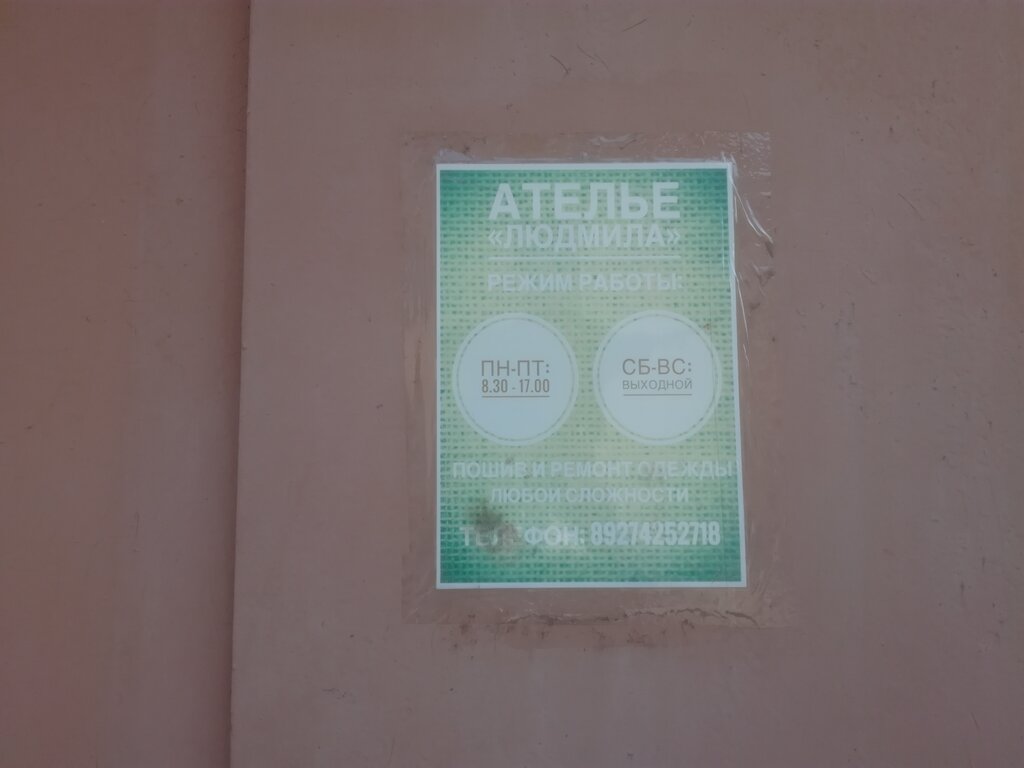 АТЕЛЬЕ
«ЛЮДМИЛА»
РЕЖИМ РАБОТЫ:
ПН-ПТ:
8.30 - 17.00
СБ-ВС:
ВЫХОДНОЙ
ПОШИВ И РЕМОНТ ОДЕЖДЫ
ЛЮБОЙ СЛОЖНОСТИ
ТЕЛЕФОН: 89274252718